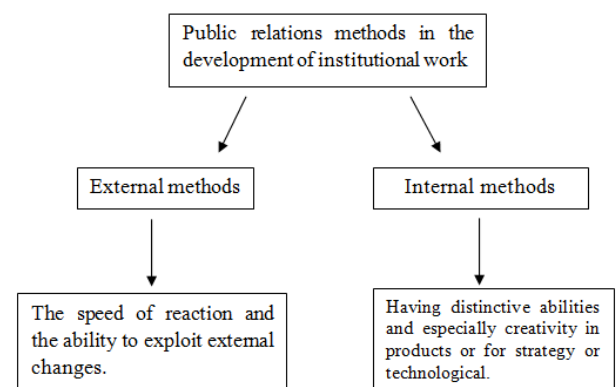 Public relations methods in the
development of institutional work
External methods
Internal methods
The speed of reaction and
the ability to exploit external
changes.
Having distinctive abilities
and especially creativity in
products or for strategy or
technological.